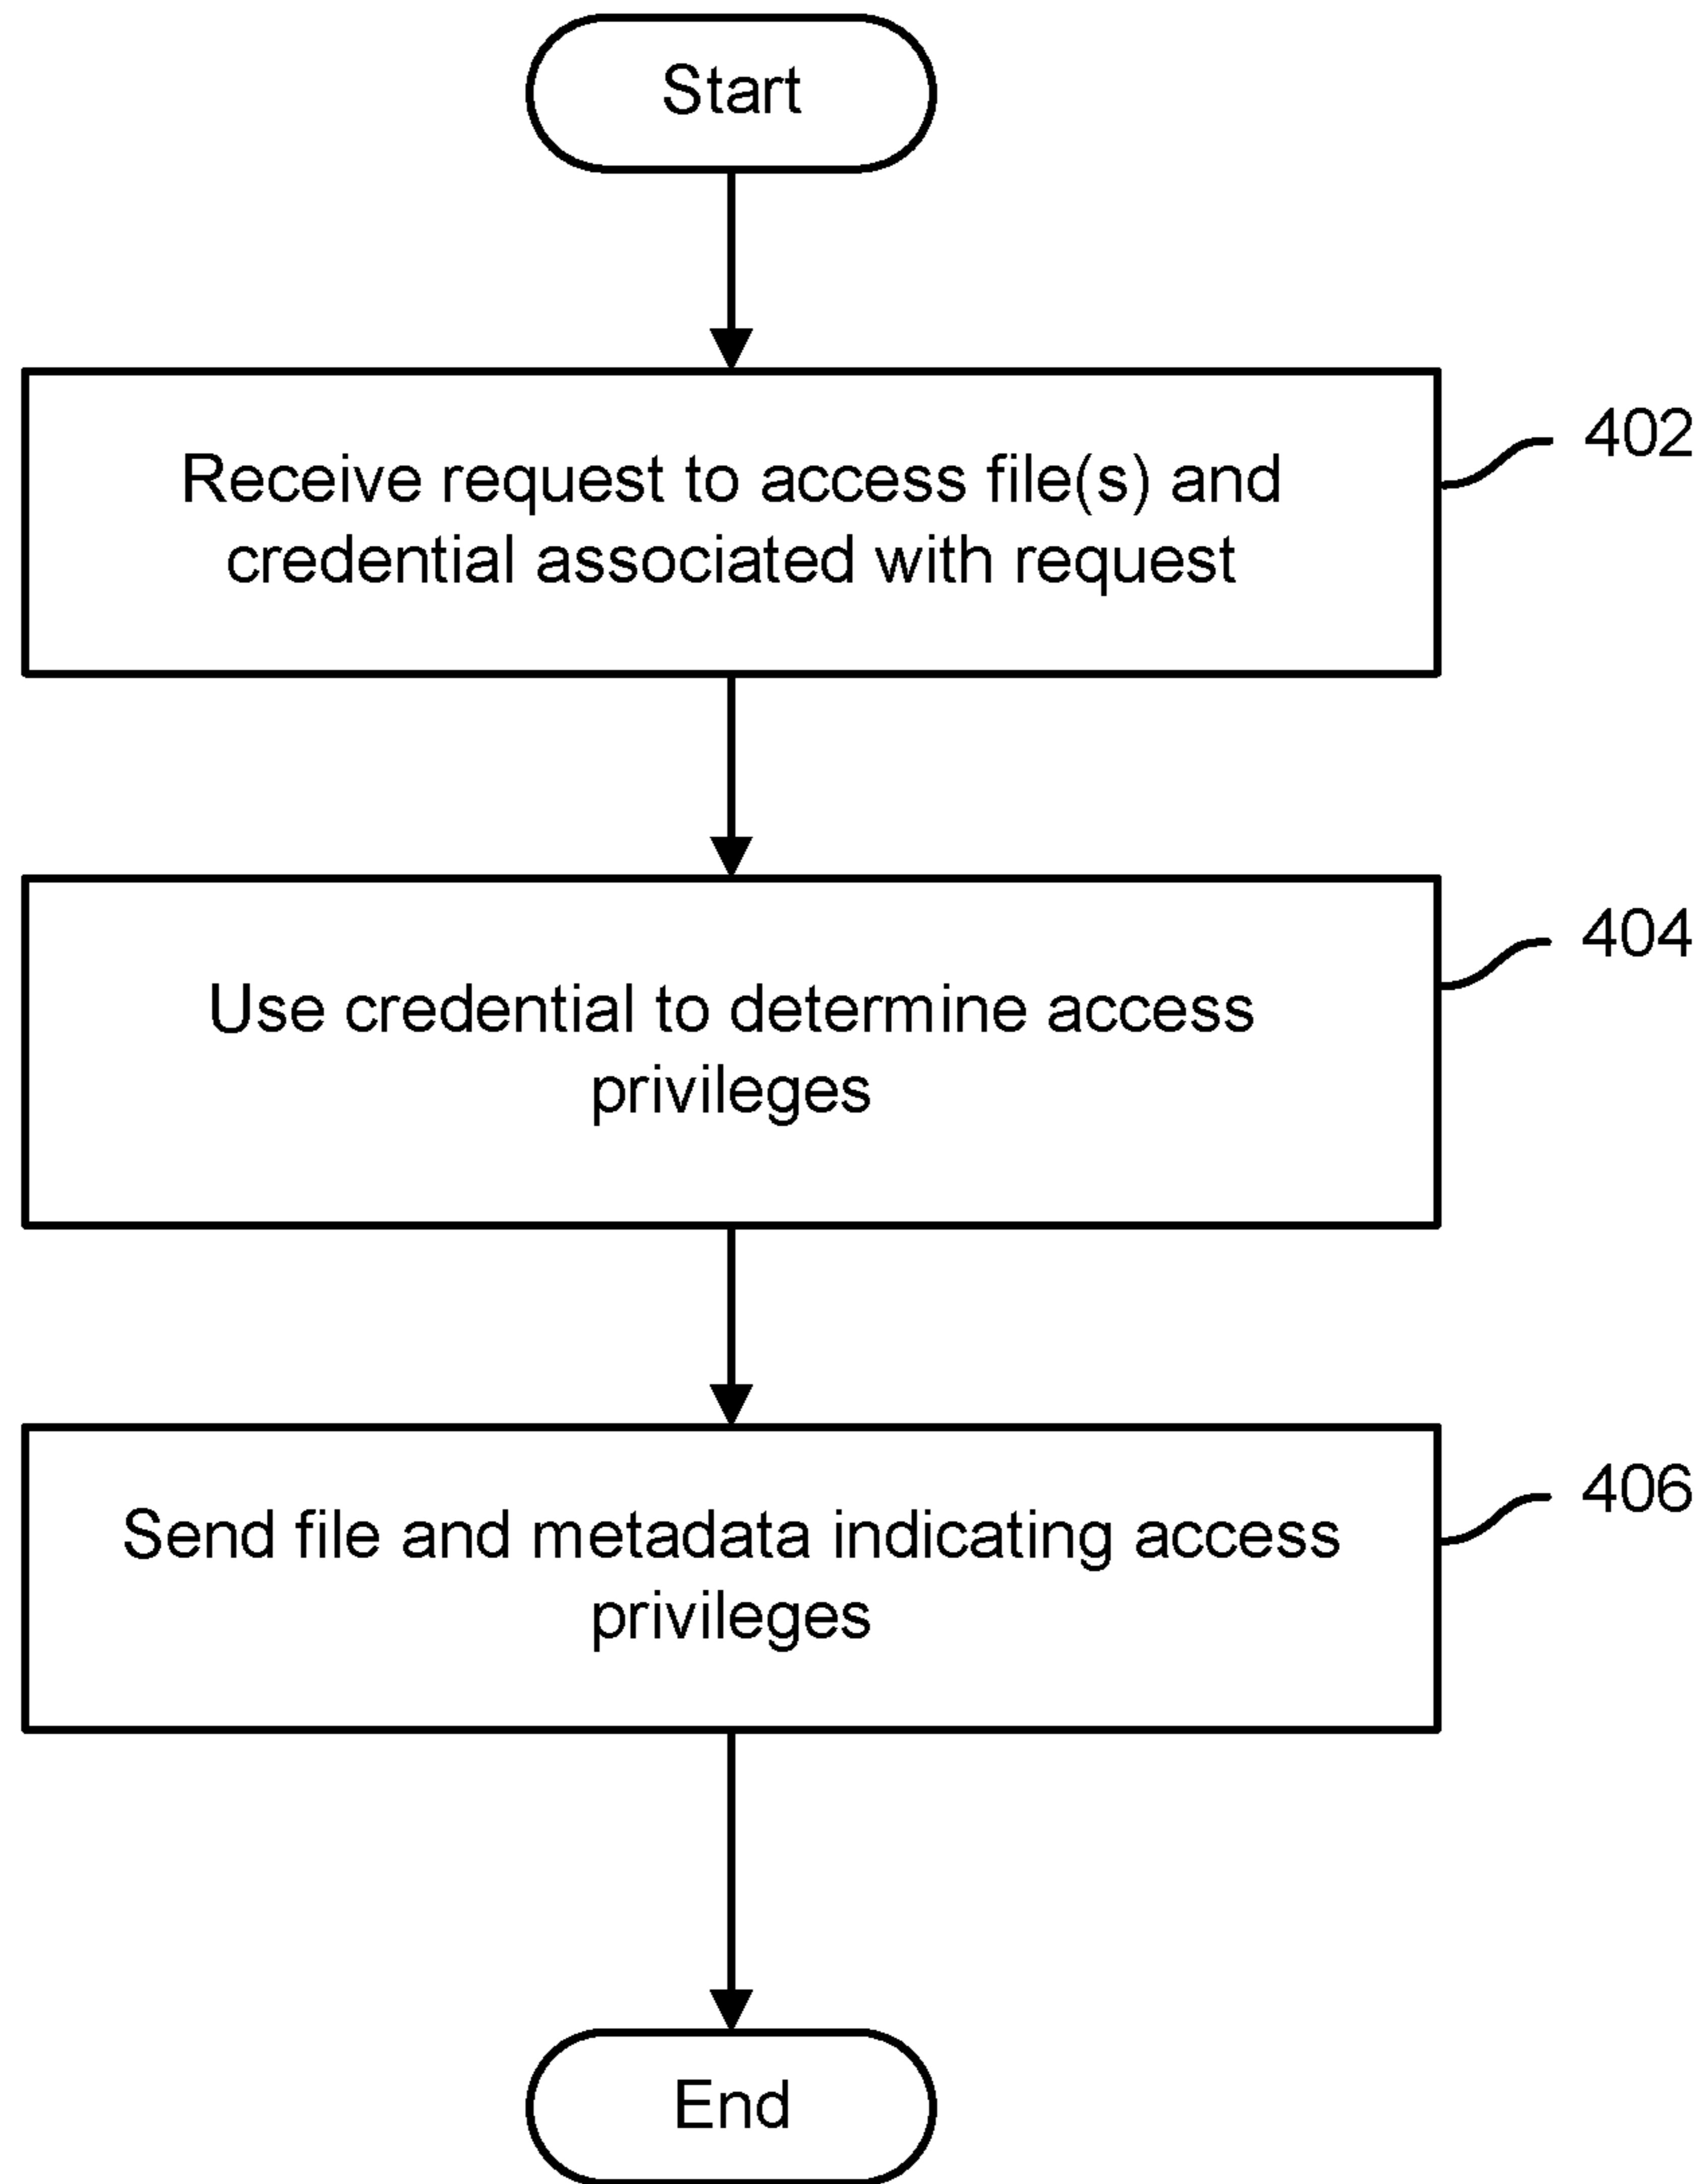 Start
Receive request to access file(s) and
credential associated with request
402
Use credential to determine access
privileges
404
Send file and metadata indicating access
privileges
406
End